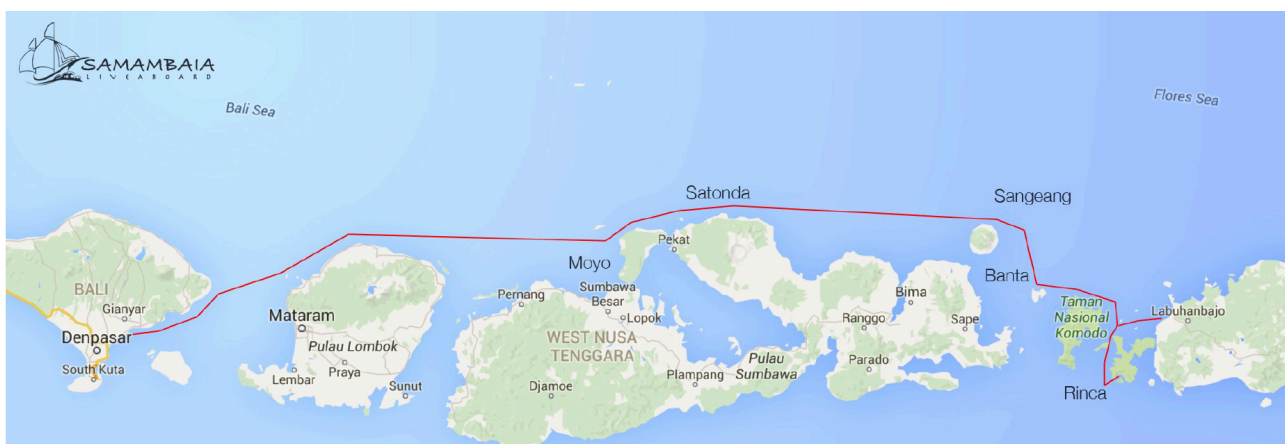 SAMAMBAIA
LIVEABOARD
Bali Sea
Flores Sea
Satonda
Sangeang
Moyo
Pekat
Banta
BALI
Gianyar
Denpasar
South Kuta
Mataram
Pulau Lombok
Lembar
Praya
Sunut
Pernang
Sumbawa
Besar
Lopok
WEST NUSA
TENGGARA
Djamoe
Plampang
Pulau
Sumbawa
Bima
Ranggo
Sape
Parado
Taman
Nasional
Komodo
Labuhanbajo
Rinca